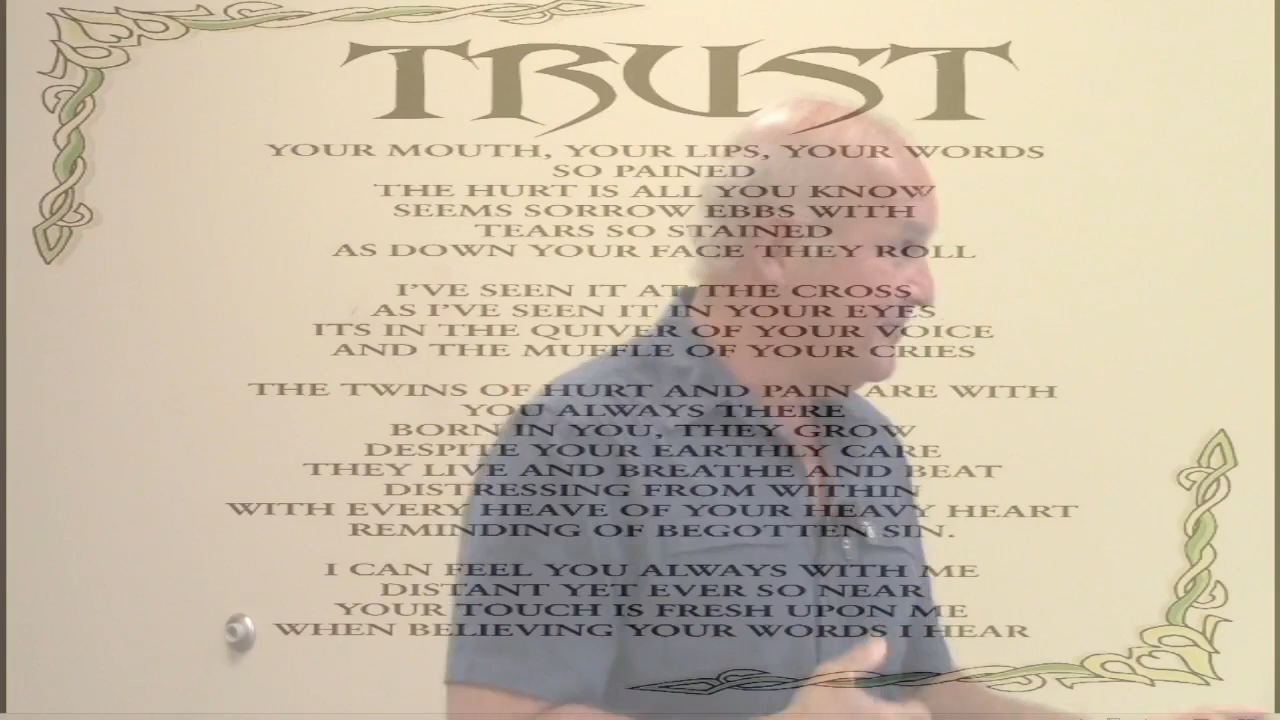 TRUST
YOUR MOUTH, YOUR LIPS, YOUR WORDS
SO PAINED
THE HURT IS ALL YOU KNOW
SEEMS SORROW EBBS WITH
TEARS SO STAINED
AS DOWN YOUR FACE THEY ROLL
I'VE SEEN IT AT THE CROSS
AS I'VE SEEN IT IN YOUR EYES
ITS IN THE QUIVER OF YOUR VOICE
AND THE MUFFLE OF YOUR CRIES
THE TWINS OF HURT AND PAIN ARE WITH
YOU ALWAYS THERE
BORN IN YOU, THEY GROW
DESPITE YOUR EARTHLY CARE
THEY LIVE AND BREATHE AND BEAT
DISTRESSING FROM WITHIN
WITH EVERY HEAVE OF YOUR HEAVY HEART
REMINDING OF BEGOTTEN SIN.
I CAN FEEL YOU ALWAYS WITH ME
DISTANT YET EVER SO NEAR
YOUR TOUCH IS FRESH UPON ME
WHEN BELIEVING YOUR WORDS I HEAR